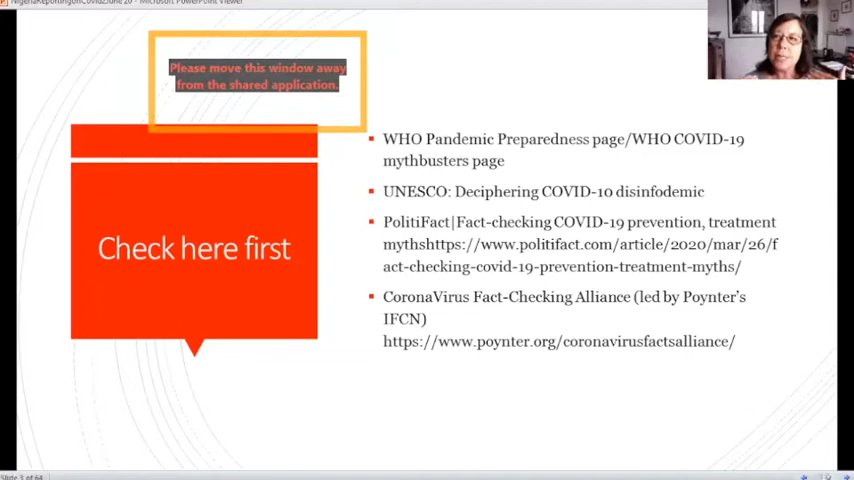 NigeriaReportingonCovid2June 20 - Microsoft PowerPoint Viewer
Please move this window away
from the shared application.
Check here first
WHO Pandemic Preparedness page/WHO COVID-19
mythbusters page
UNESCO: Deciphering COVID-10 disinfodemic
PolitiFact|Fact-checking COVID-19 prevention, treatment
mythshttps://www.politifact.com/article/2020/mar/26/f
act-checking-covid-19-prevention-treatment-myths/
CoronaVirus Fact-Checking Alliance (led by Poynter's
IFCN)
https://www.poynter.org/coronavirusfactsalliance/
Slide 3 of 64